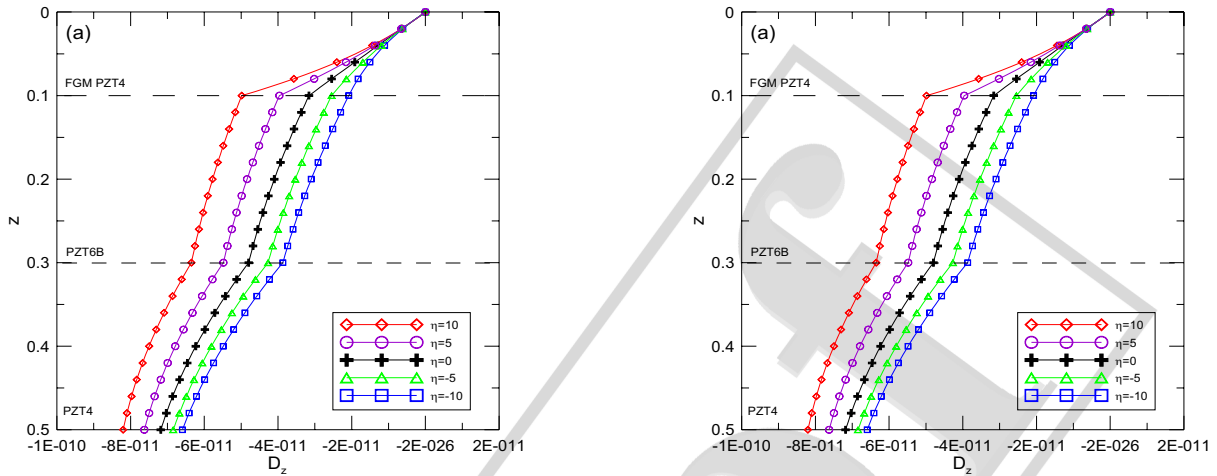 (a)
0
FGM PZT4
0.1
0.2
z
PZT6B
0.3
η=10
η=5
η=0
η=-5
η=-10
0.4
PZT4
0.5
-1E-010 -8E-011 -6E-011 -4E-011 -2E-011 -2E-026 2E-011
Dz
(a)
0
FGM PZT4
0.1
0.2
z
PZT6B
0.3
η=10
η=5
η=0
η=-5
η=-10
0.4
PZT4
0.5
-1E-010 -8E-011 -6E-011 -4E-011 -2E-011 -2E-026 2E-011
Dz